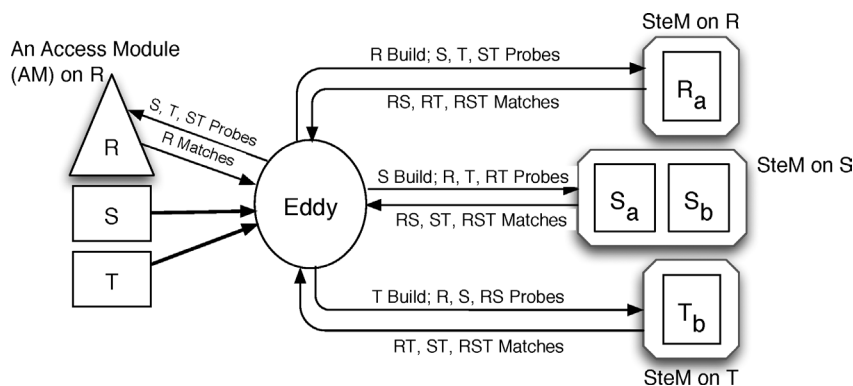 An Access Module
(AM) on R
R
S
T
S, T, ST Probes
R Matches
Eddy
R Build; S, T, ST Probes
RS, RT, RST Matches
SteM on R
Ra
S Build; R, T, RT Probes
RS, ST, RST Matches
SteM on S
Sa
Sb
T Build; R, S, RS Probes
RT, ST, RST Matches
Tb
SteM on T